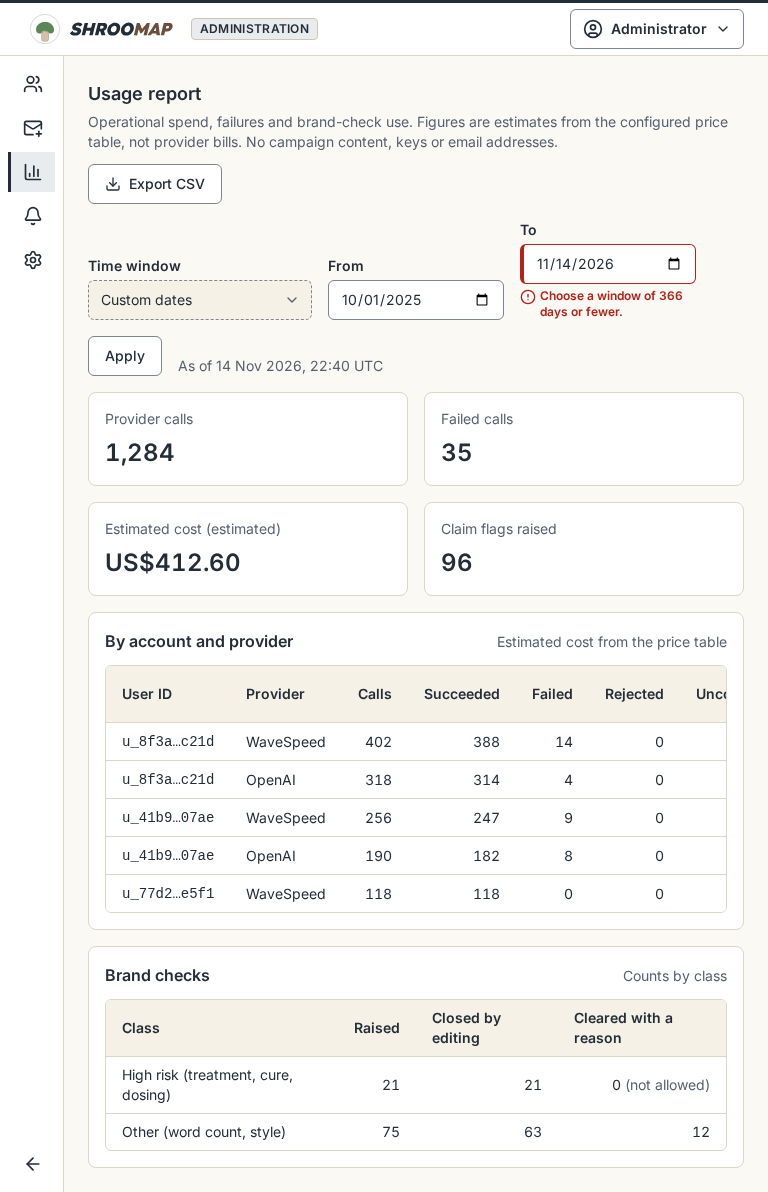 SHROOMAP
ADMINISTRATION
Administrator
Usage report
Operational spend, failures and brand-check use. Figures are estimates from the configured price
table, not provider bills. No campaign content, keys or email addresses.
Export CSV
Time window
From
To
Custom dates
10/01/2025
11/14/2026
Choose a window of 366
days or fewer.
Apply
As of 14 Nov 2026, 22:40 UTC
Provider calls
1,284
Failed calls
35
Estimated cost (estimated)
US$412.60
Claim flags raised
96
By account and provider
Estimated cost from the price table
User ID Provider Calls Succeeded Failed Rejected Unco
u_8f3a…c21d WaveSpeed 402 388 14 0
u_8f3a…c21d OpenAI 318 314 4 0
u_41b9…07ae WaveSpeed 256 247 9 0
u_41b9…07ae OpenAI 190 182 8 0
u_77d2…e5f1 WaveSpeed 118 118 0 0
Brand checks
Counts by class
Class Raised Closed by editing Cleared with a reason
High risk (treatment, cure, dosing) 21 21 0 (not allowed)
Other (word count, style) 75 63 12